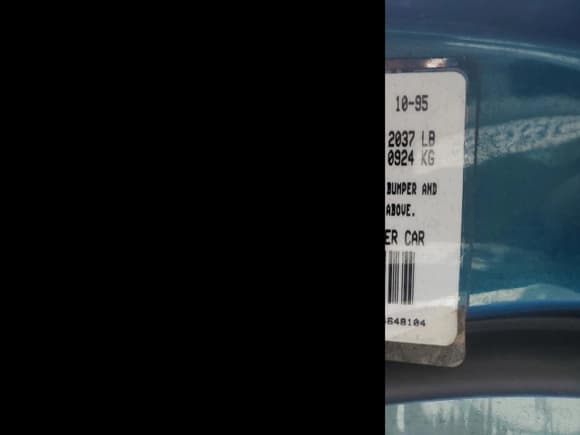 10-95
2037 LB
0924 KG
BUMPER AND
ABOVE.
ER CAR
648104